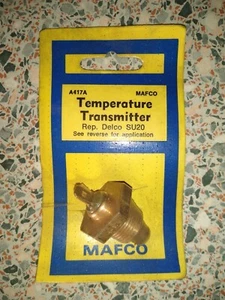 A417A MAFCO
Temperature
Transmitter
Rep. Delco SU20
See reverse for application
MAFCO